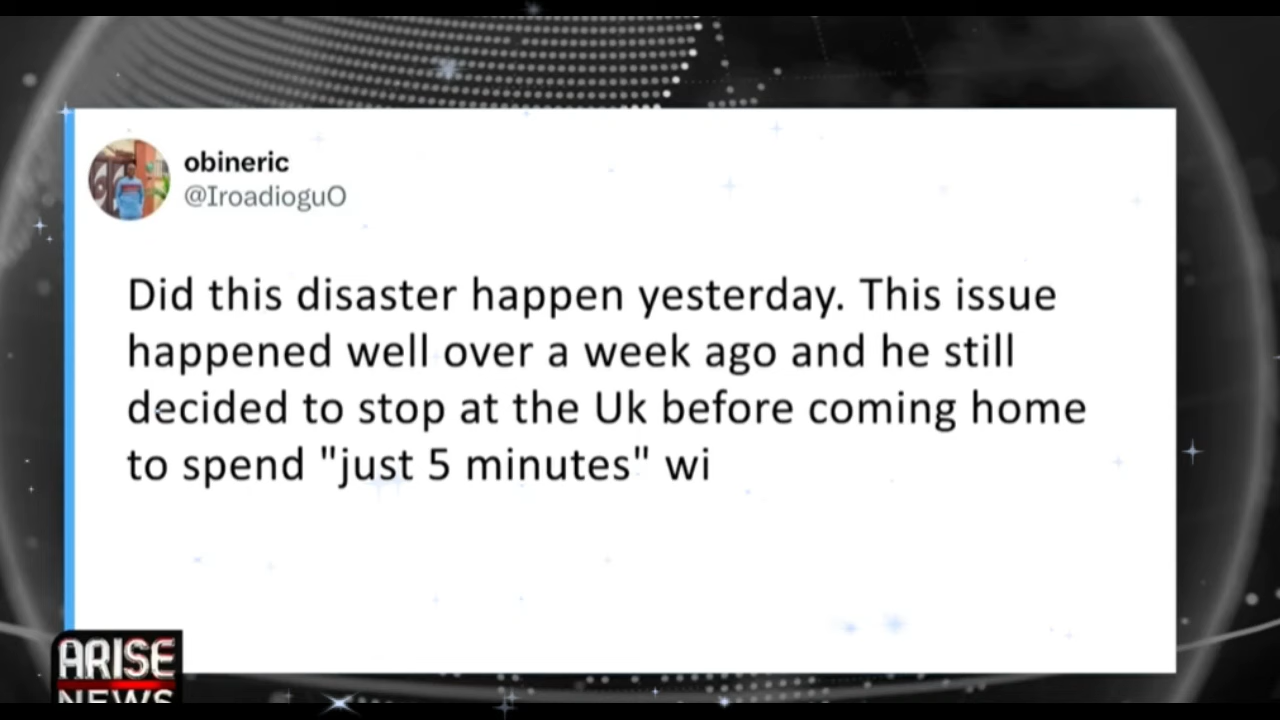 obineric
@IroadioguO
Did this disaster happen yesterday. This issue
happened well over a week ago and he still
decided to stop at the Uk before coming home
to spend "just 5 minutes" wi
ARISE
NEWS